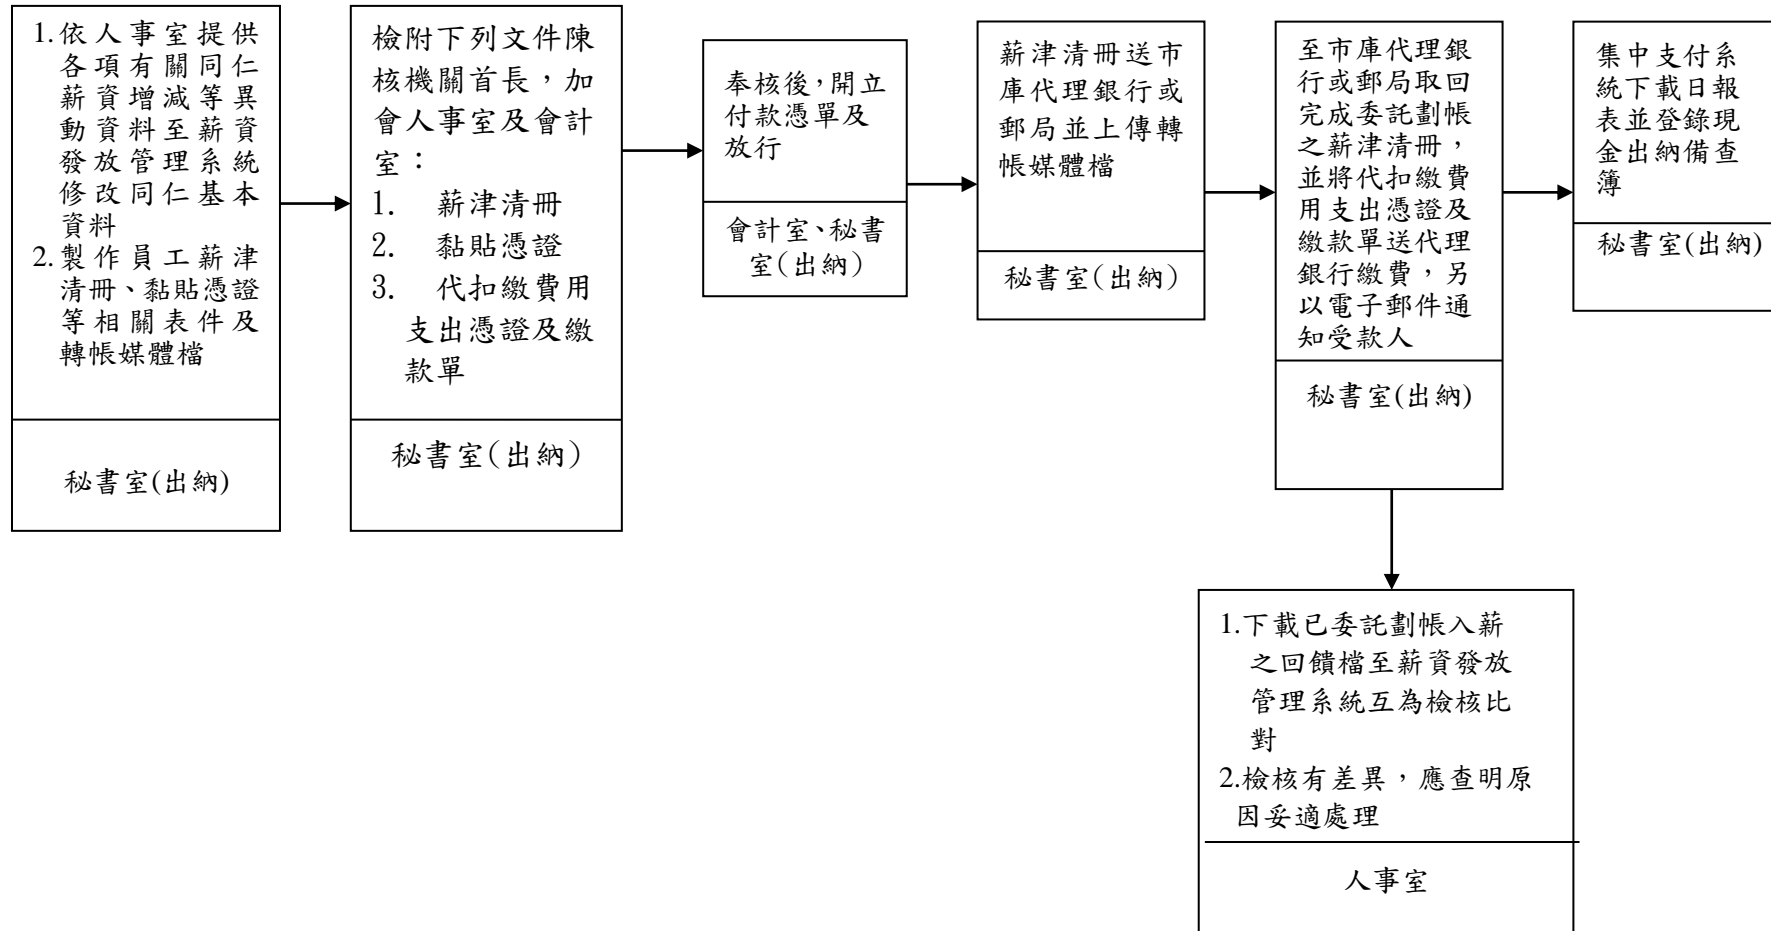 1.依人事室提供
各項有關同仁
薪資增減等異
動資料至薪資
發放管理系統
修改同仁基本
資料
2.製作員工薪津
清冊、黏貼憑證
等相關表件及
轉帳媒體檔
秘書室(出納)
檢附下列文件陳
核機關首長，加
會人事室及會計
室：
1. 薪津清冊
2. 黏貼憑證
3. 代扣繳費用
支出憑證及繳
款單
秘書室(出納)
奉核後，開立
付款憑單及
放行
會計室、秘書
室(出納)
薪津清冊送市
庫代理銀行或
郵局並上傳轉
帳媒體檔
秘書室(出納)
至市庫代理銀
行或郵局取回
完成委託劃帳
之薪津清冊，
並將代扣繳費
用支出憑證及
繳款單送代理
銀行繳費，另
以電子郵件通
知受款人
秘書室(出納)
集中支付系
統下載日報
表並登錄現
金出納備查
簿
秘書室(出納)
1.下載已委託劃帳入薪
之回饋檔至薪資發放
管理系統互為檢核比
對
2.檢核有差異，應查明原
因妥適處理
人事室